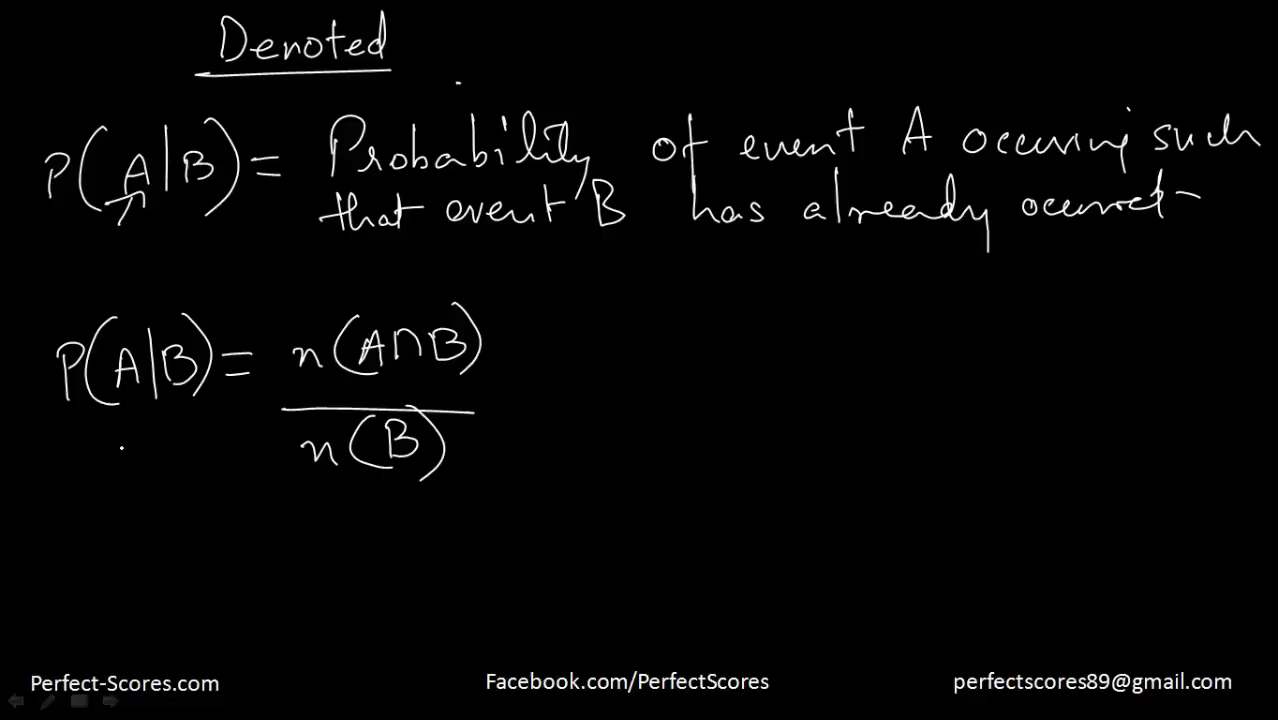 Denoted
P(A|B) = Probability of event A occuring such
that event B has already occurred
P(A|B) = n(A∩B)
n(B)
Perfect-Scores.com Facebook.com/PerfectScores perfectscores89@gmail.com